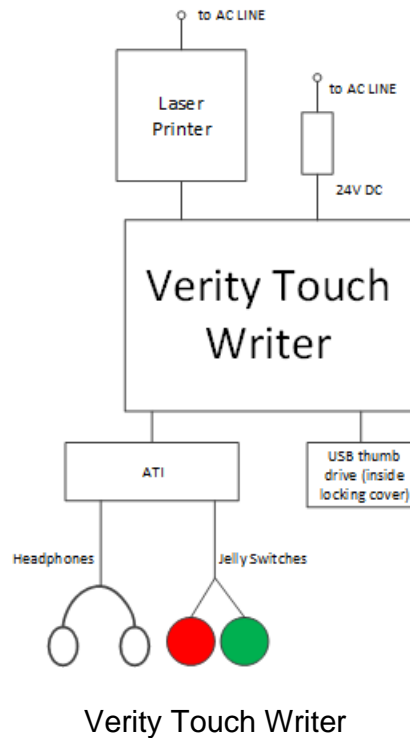 to AC LINE
Laser
Printer
to AC LINE
24V DC
Verity Touch
Writer
ATI
USB thumb
drive (inside
locking cover)
Headphones
Jelly Switches
Verity Touch Writer